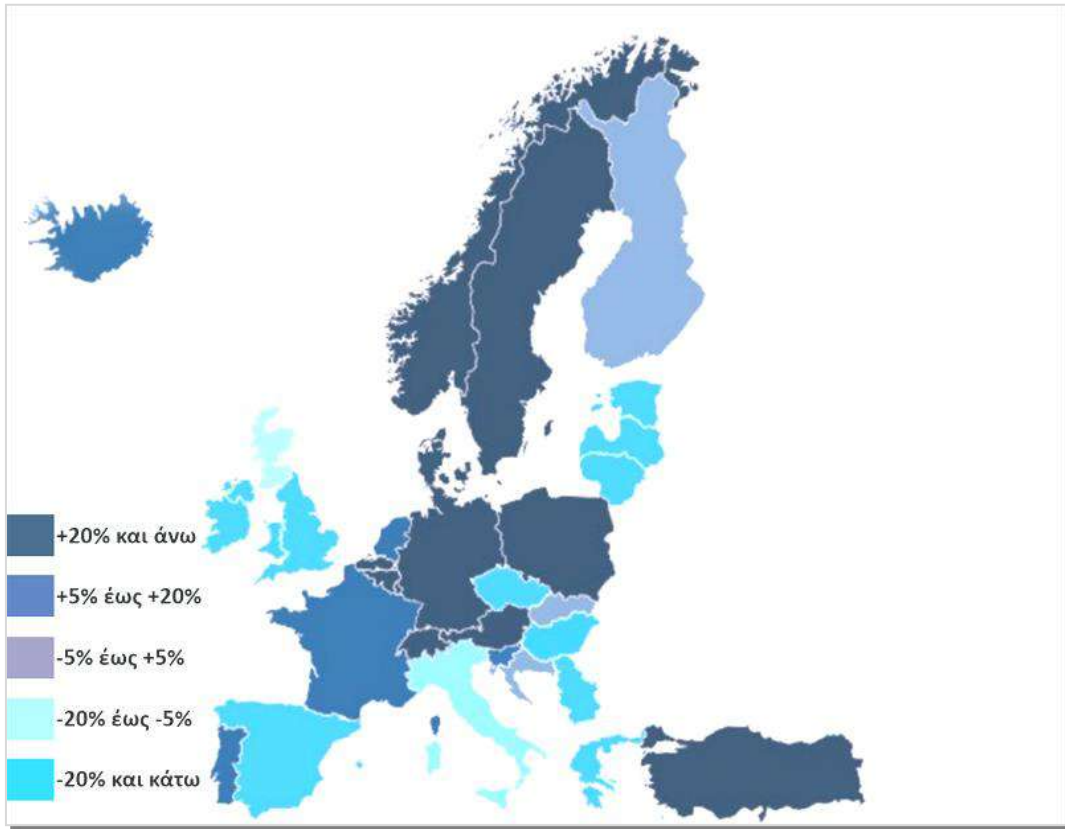 +20% και άνω
+5% έως +20%
-5% έως +5%
-20% έως -5%
-20% και κάτω